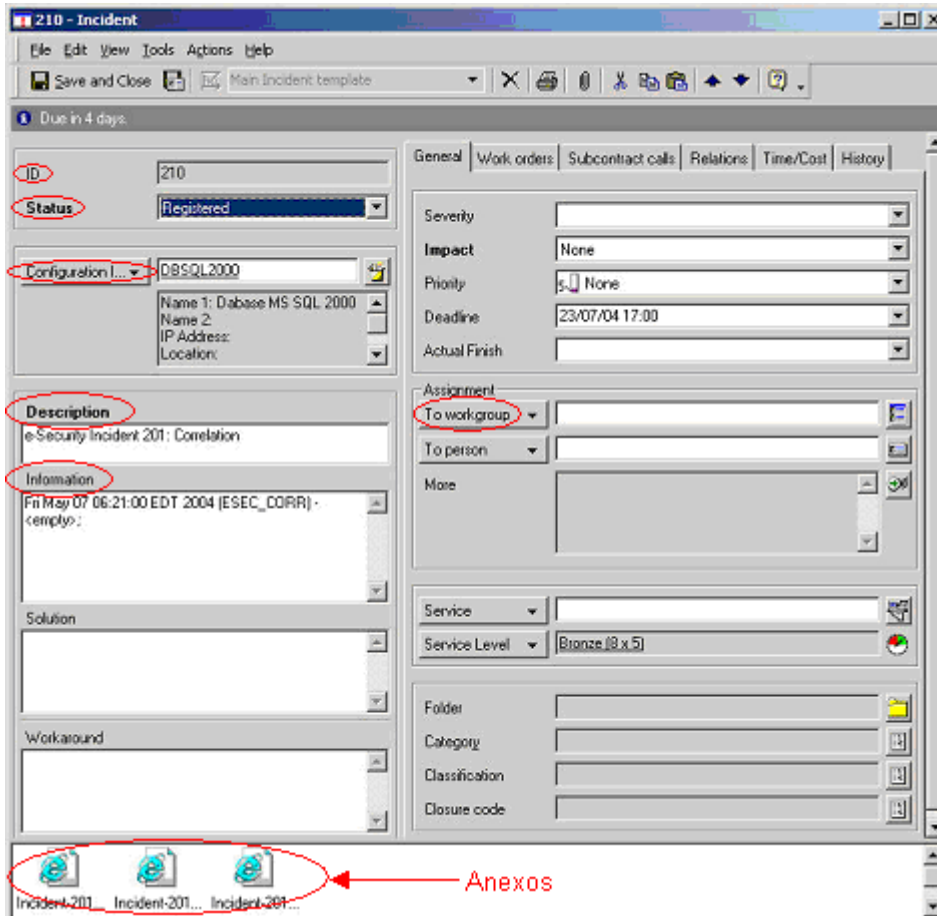 210 - Incident
File Edit View Tools Actions Help
Save and Close Main Incident template
Due in 4 days.
ID 210
Status Registered
Configuration I... DBSQL2000
Name 1: Dabase MS SQL 2000
Name 2:
IP Address:
Location:
Description
e-Security Incident 201: Correlation
Information
Fri May 07 06:21:00 EDT 2004 (ESEC_CORR) -
<empty> ;
Solution
Workaround
General Work orders Subcontract calls Relations Time/Cost History
Severity
Impact None
Priority 5. None
Deadline 23/07/04 17:00
Actual Finish
Assignment
To workgroup
To person
More
Service
Service Level Bronze (8 x 5)
Folder
Category
Classification
Closure code
Incident-201... Incident-201... Incident-201...
Anexos